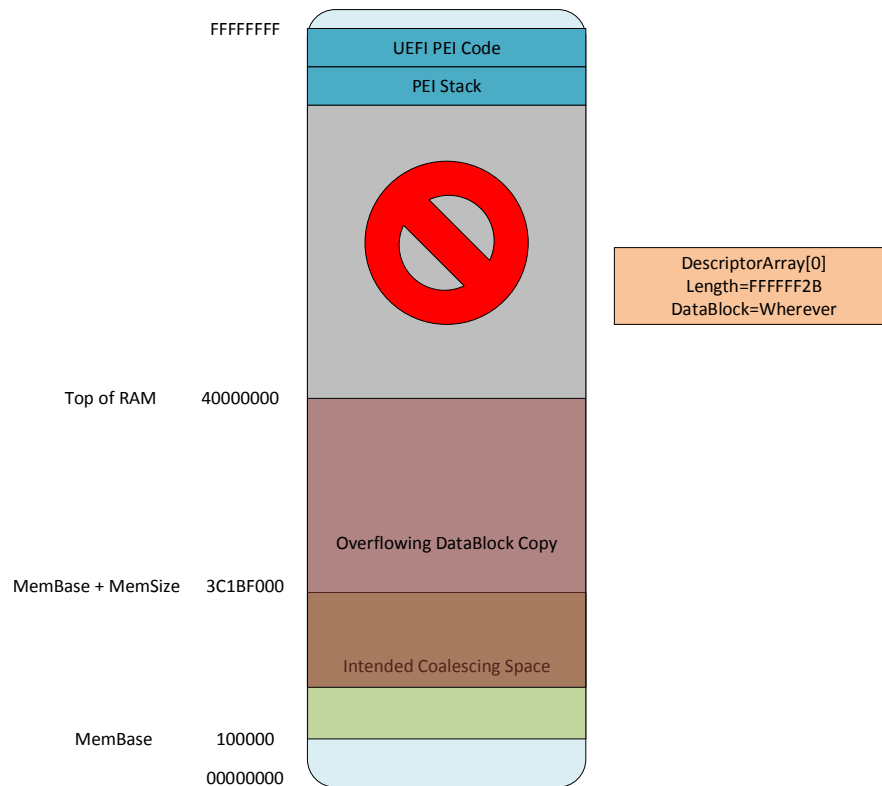 FFFFFFFF
UEFI PEI Code
PEI Stack
DescriptorArray[0]
Length=FFFFFF2B
DataBlock=Wherever
Top of RAM 40000000
Overflowing DataBlock Copy
MemBase + MemSize 3C1BF000
Intended Coalescing Space
MemBase 100000
00000000